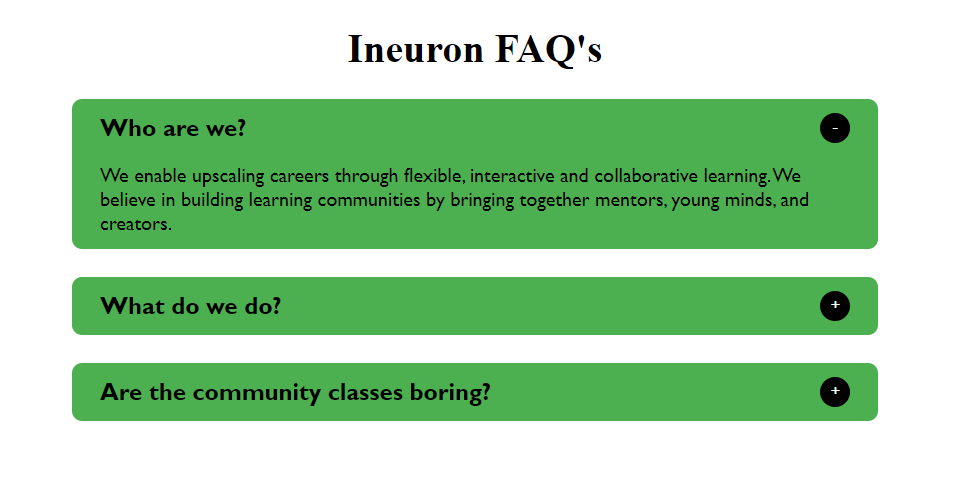 Ineuron FAQ's
Who are we?
-
We enable upscaling careers through flexible, interactive and collaborative learning. We
believe in building learning communities by bringing together mentors, young minds, and
creators.
What do we do?
+
Are the community classes boring?
+